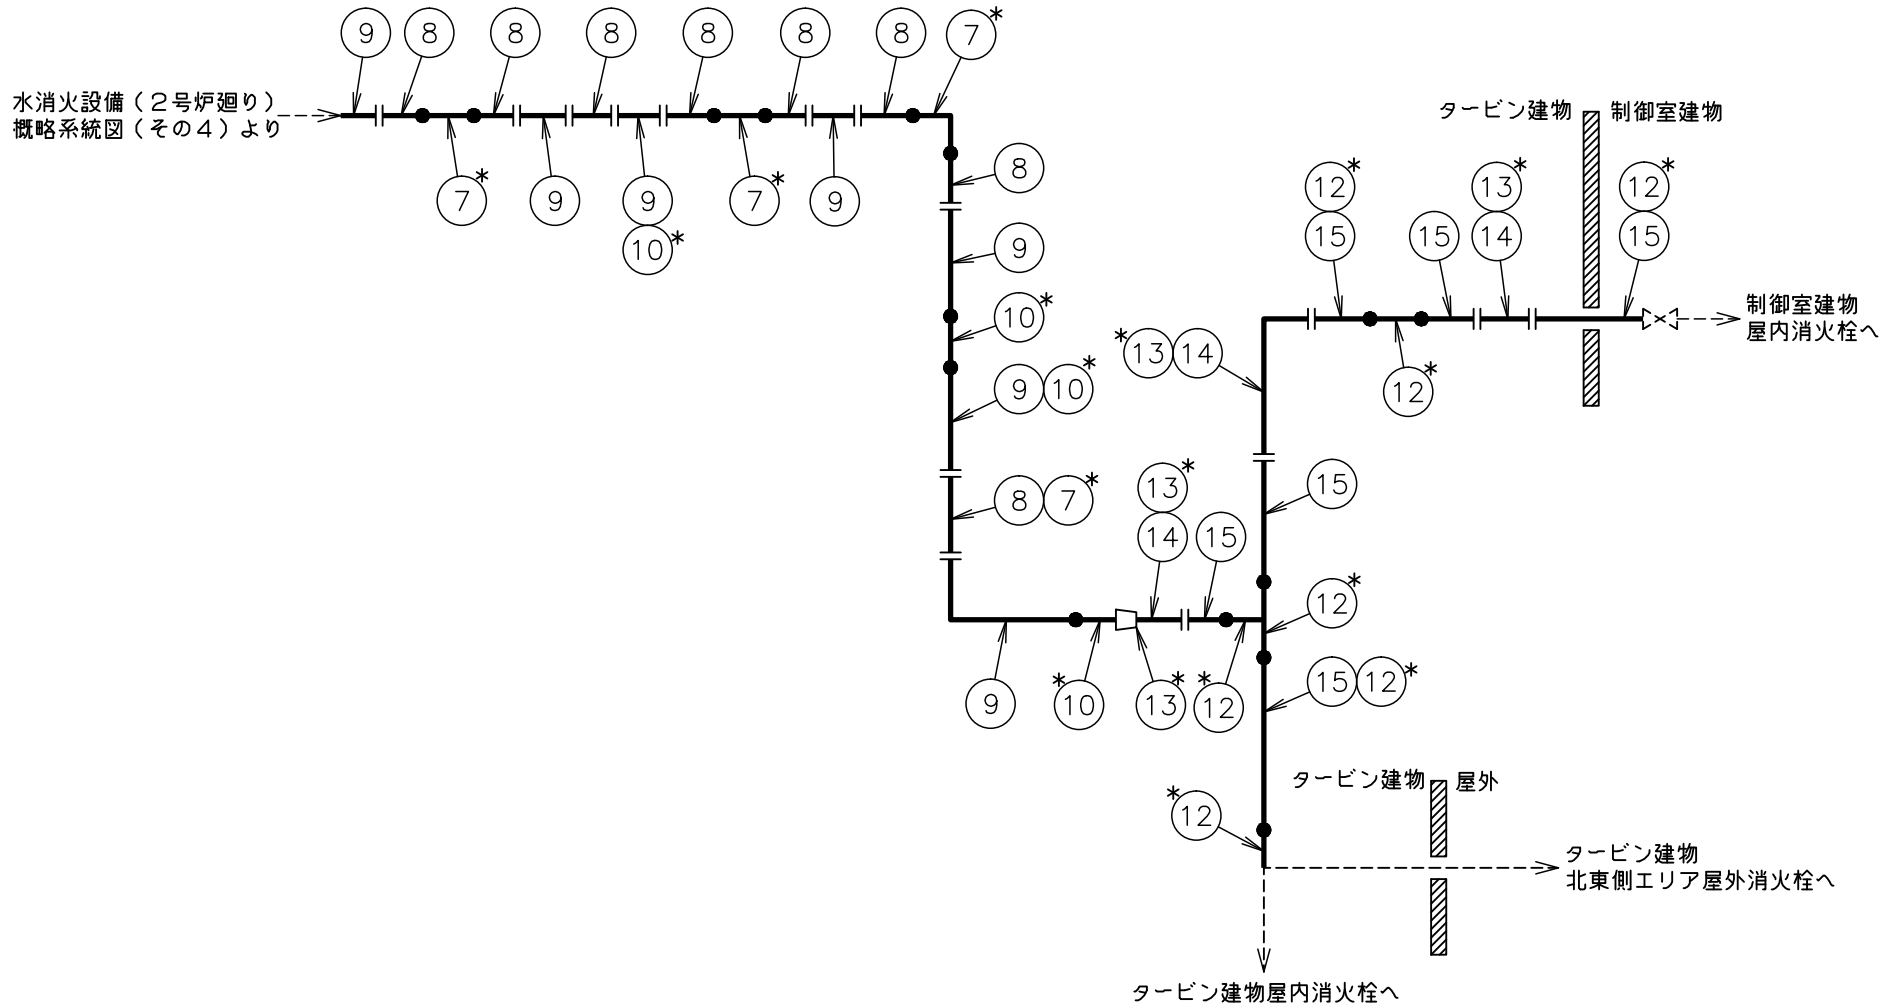 9 8 8 8 8 8 8 7*
水消火設備（２号炉廻り）
概略系統図（その４）より
7* 9 9 7* 9
10*
8
9
10*
9 10*
8 7*
タービン建物 制御室建物
12* 13* 12*
15 15 14 15
制御室建物
屋内消火栓へ
*13 14
12*
13*
14 15
15
12*
9 *10 13* *12
15 12*
タービン建物 屋外
*12
タービン建物
北東側エリア屋外消火栓へ
タービン建物屋内消火栓へ